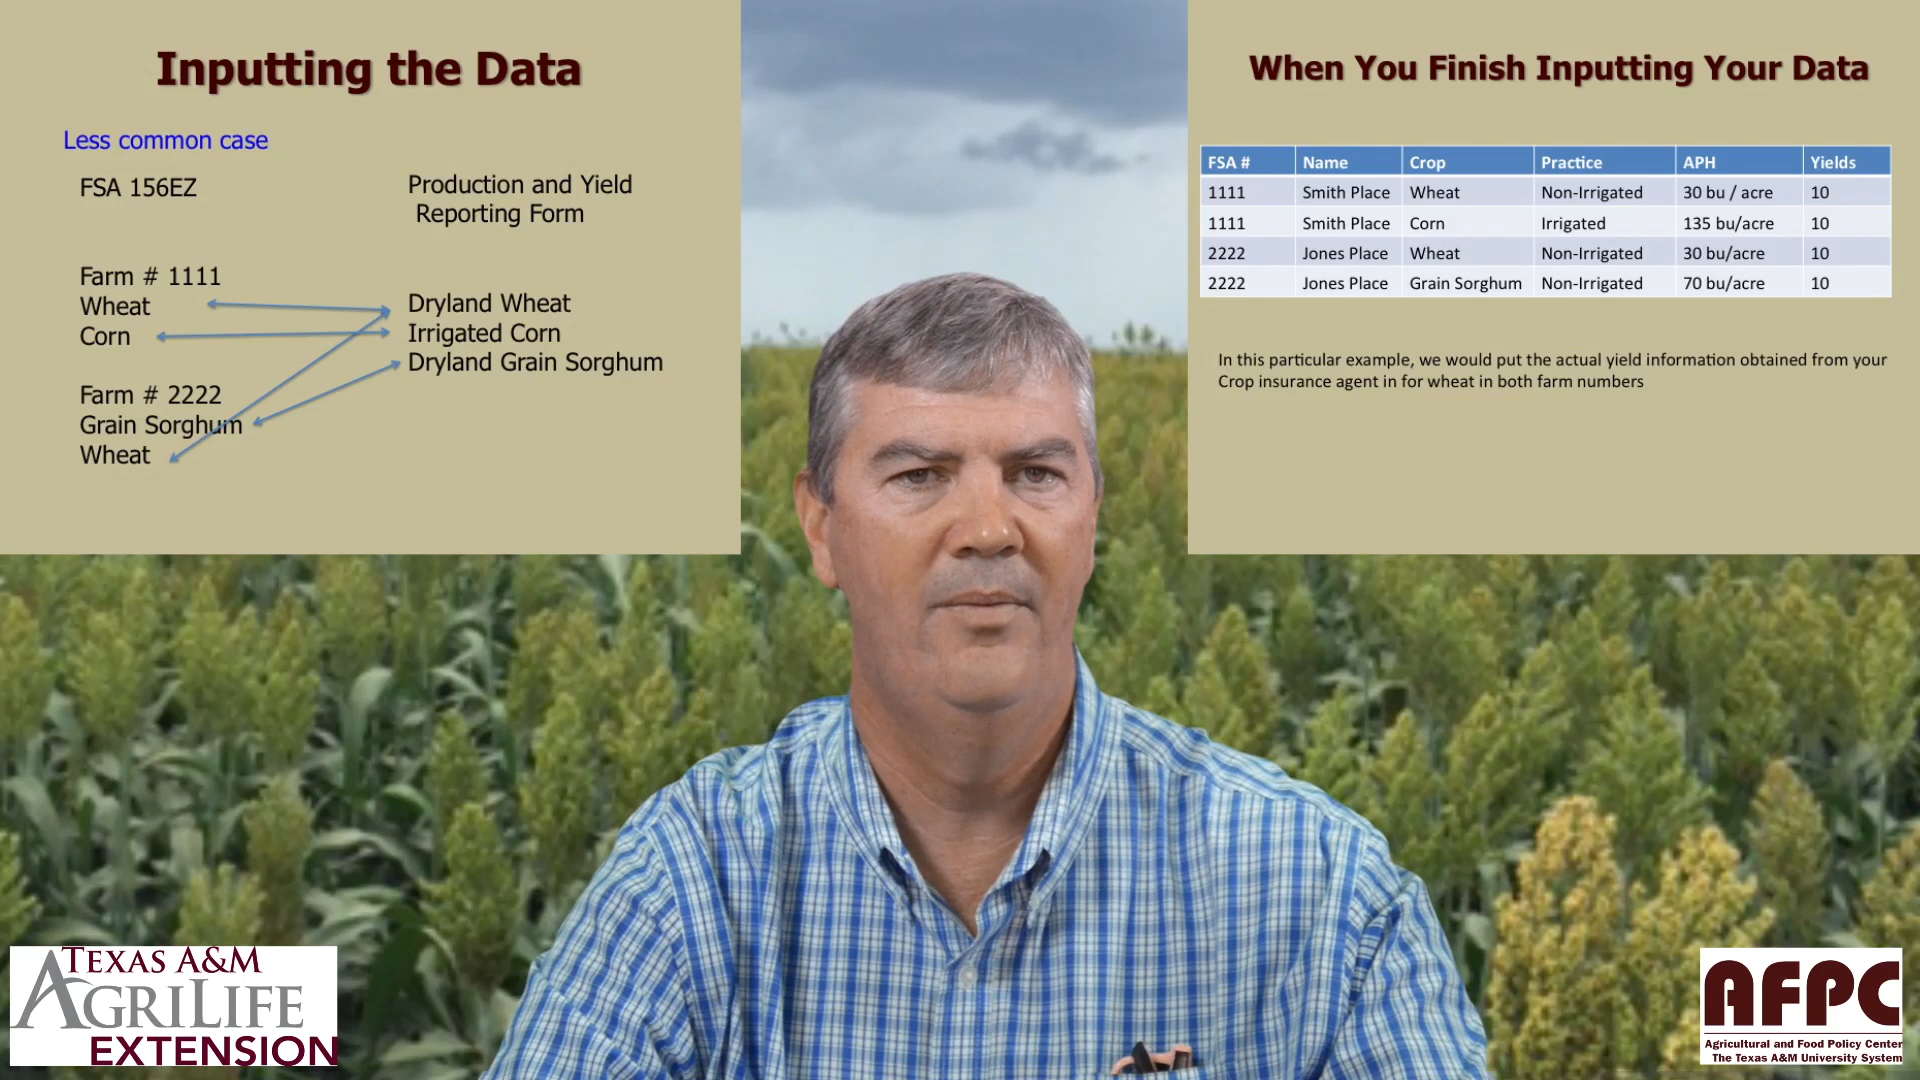 Inputting the Data
Less common case
FSA 156EZ
Production and Yield
Reporting Form
Farm # 1111
Wheat
Corn
Dryland Wheat
Irrigated Corn
Dryland Grain Sorghum
Farm # 2222
Grain Sorghum
Wheat
When You Finish Inputting Your Data
FSA # Name Crop Practice APH Yields
1111 Smith Place Wheat Non-Irrigated 30 bu / acre 10
1111 Smith Place Corn Irrigated 135 bu/acre 10
2222 Jones Place Wheat Non-Irrigated 30 bu/acre 10
2222 Jones Place Grain Sorghum Non-Irrigated 70 bu/acre 10
In this particular example, we would put the actual yield information obtained from your
Crop insurance agent in for wheat in both farm numbers
TEXAS A&M
AGRILIFE
EXTENSION
AFPC
Agricultural and Food Policy Center
The Texas A&M University System